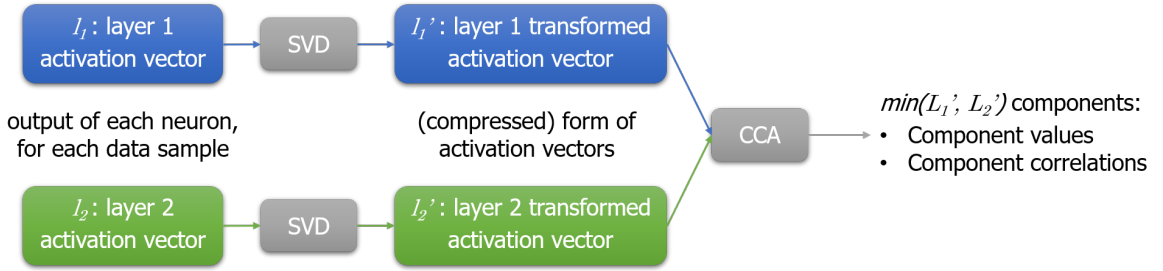 l₁ : layer 1
activation vector
SVD
l₁’ : layer 1 transformed
activation vector
output of each neuron,
for each data sample
(compressed) form of
activation vectors
CCA
min(L₁’, L₂’) components:
• Component values
• Component correlations
l₂ : layer 2
activation vector
SVD
l₂’ : layer 2 transformed
activation vector